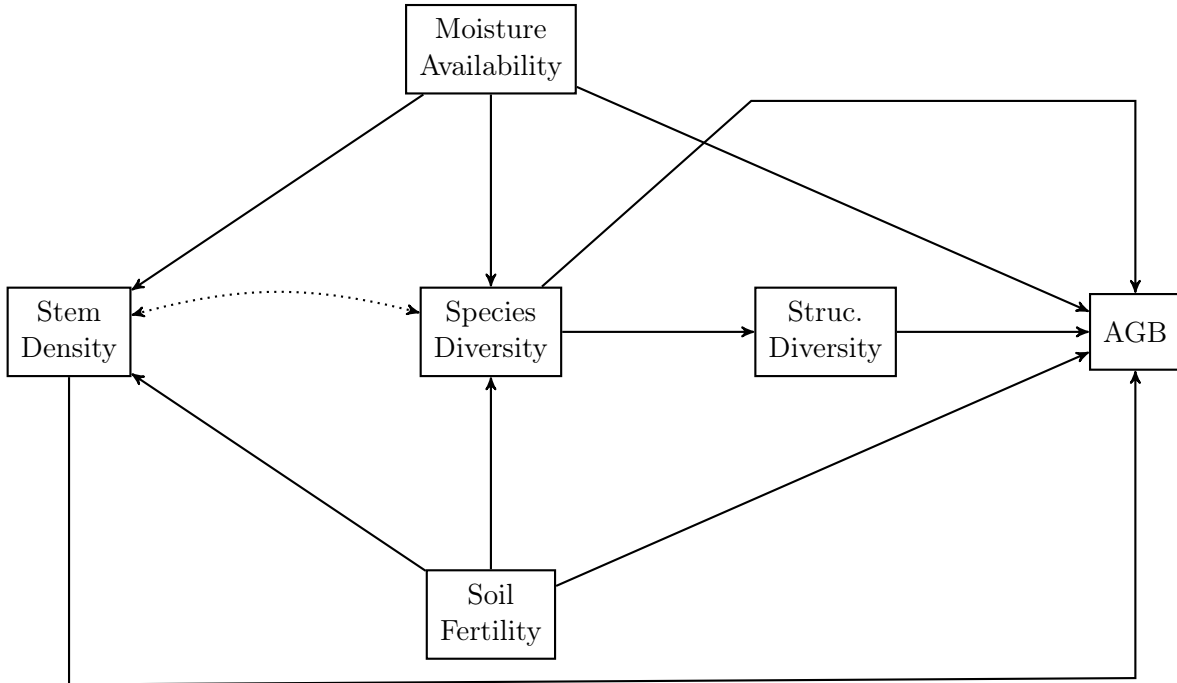 Moisture
Availability
Stem
Density
Species
Diversity
Struc.
Diversity
AGB
Soil
Fertility